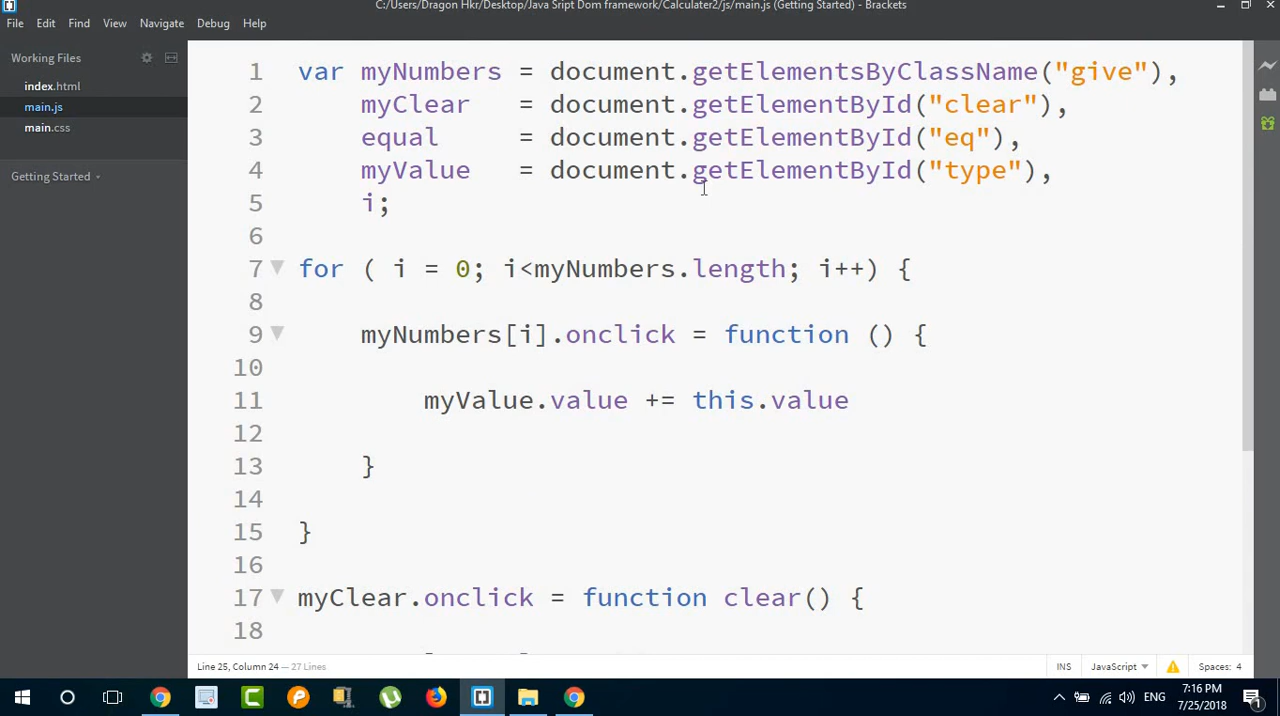 C:/Users/Dragon Hkr/Desktop/Java Sript Dom framework/Calculater2/js/main.js (Getting Started) - Brackets
File Edit Find View Navigate Debug Help
Working Files
index.html
main.js
main.css
Getting Started
1 var myNumbers = document.getElementsByClassName("give"),
2 myClear = document.getElementById("clear"),
3 equal = document.getElementById("eq"),
4 myValue = document.getElementById("type"),
5 i;
6
7 for ( i = 0; i<myNumbers.length; i++) {
8
9 myNumbers[i].onclick = function () {
10
11 myValue.value += this.value
12
13 }
14
15 }
16
17 myClear.onclick = function clear() {
18
Line 25, Column 24 — 27 Lines
INS JavaScript Spaces: 4
ENG
7:16 PM
7/25/2018